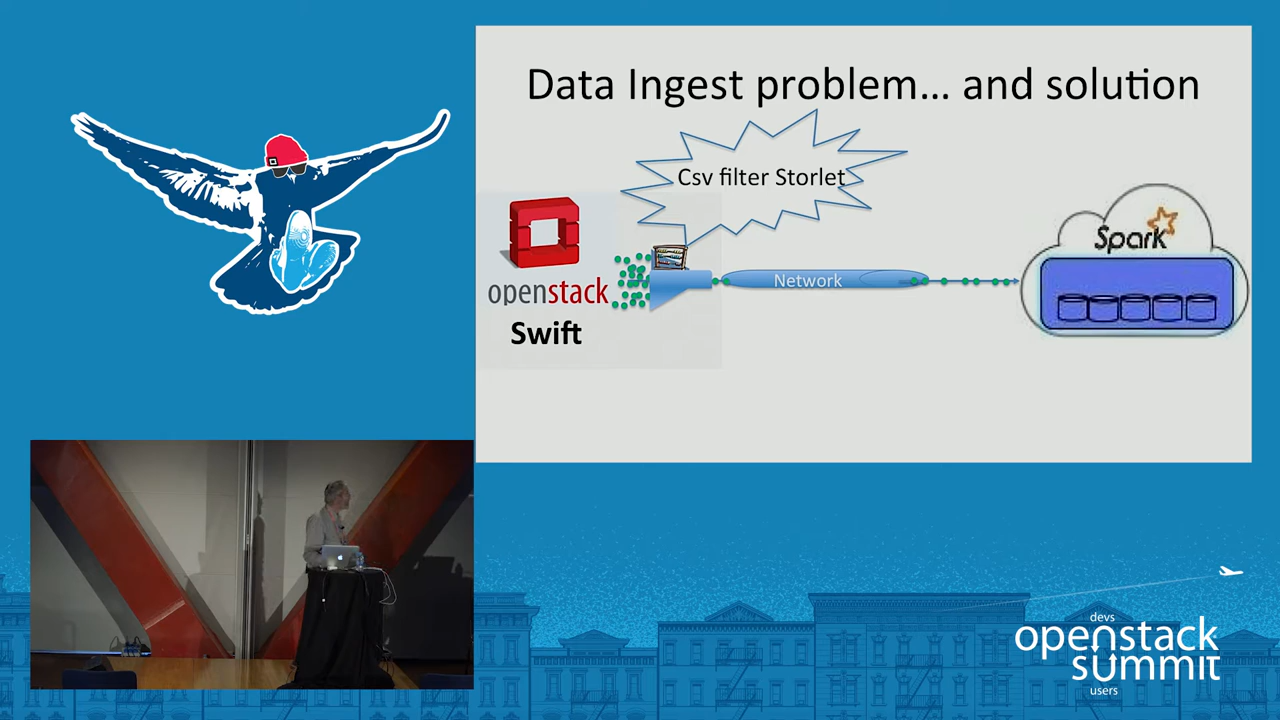 Data Ingest problem... and solution
Csv filter Storlet
openstack
Swift
Network
Spark
devs
openstack
summit
users